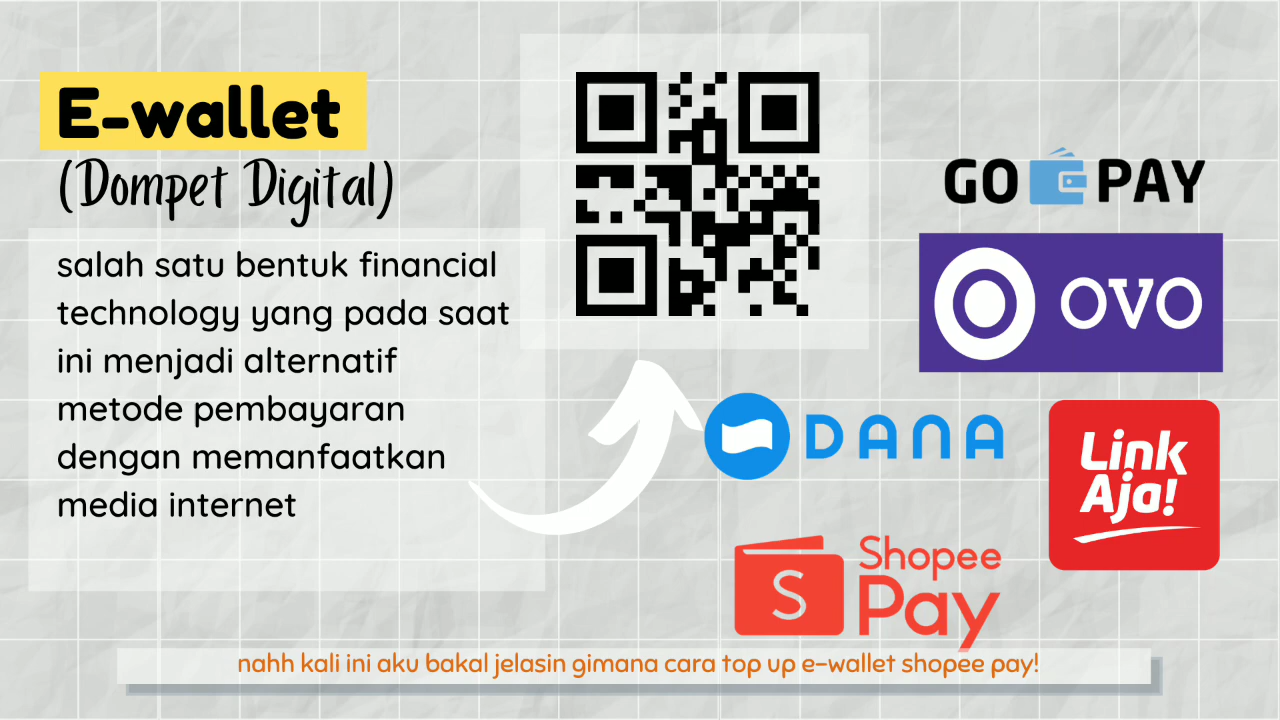 E-wallet
(Dompet Digital)
salah satu bentuk financial
technology yang pada saat
ini menjadi alternatif
metode pembayaran
dengan memanfaatkan
media internet
GO PAY
OVO
DANA
Link
Aja!
S
Shopee
Pay
nahh kali ini aku bakal jelasin gimana cara top up e-wallet shopee pay!